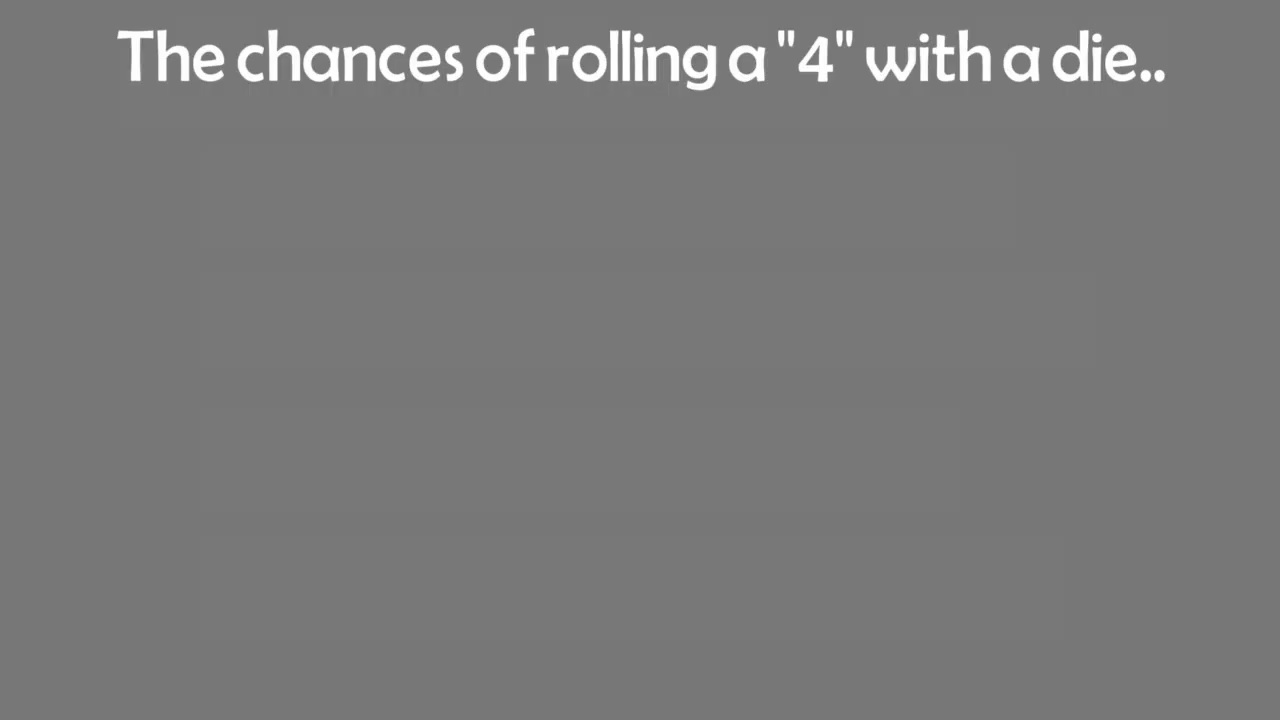 The chances of rolling a "4" with a die..